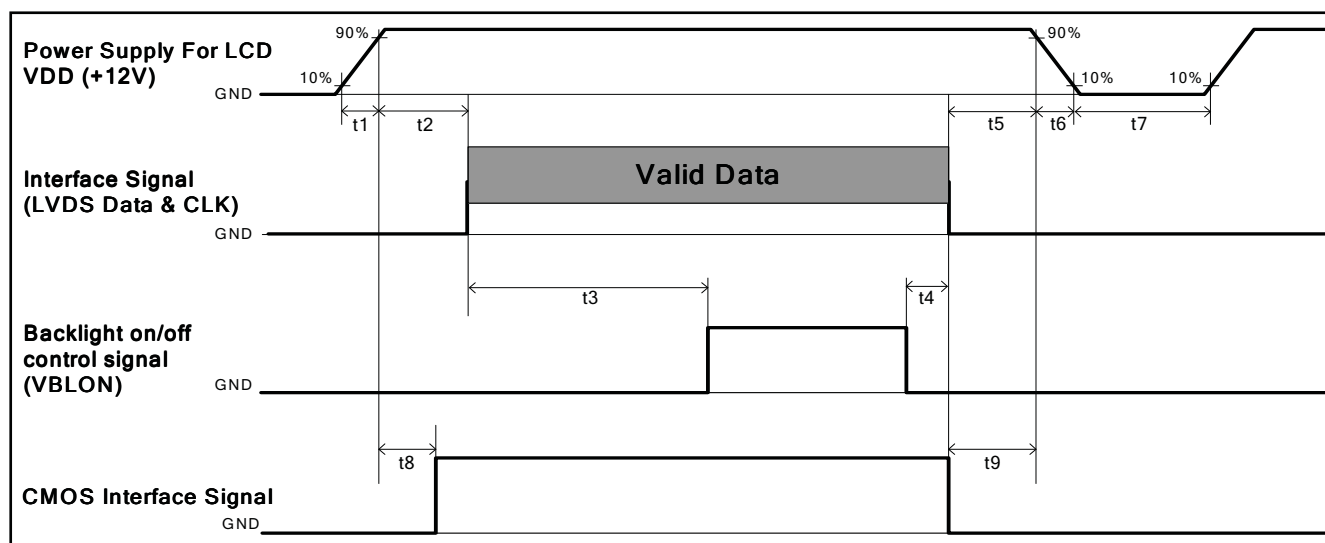 Power Supply For LCD
VDD (+12V)
90%
10%
GND
90%
10%
10%
t1
t2
t5
t6
t7
Interface Signal
(LVDS Data & CLK)
GND
Valid Data
t3
t4
Backlight on/off
control signal
(VBLON)
GND
t8
t9
CMOS Interface Signal
GND